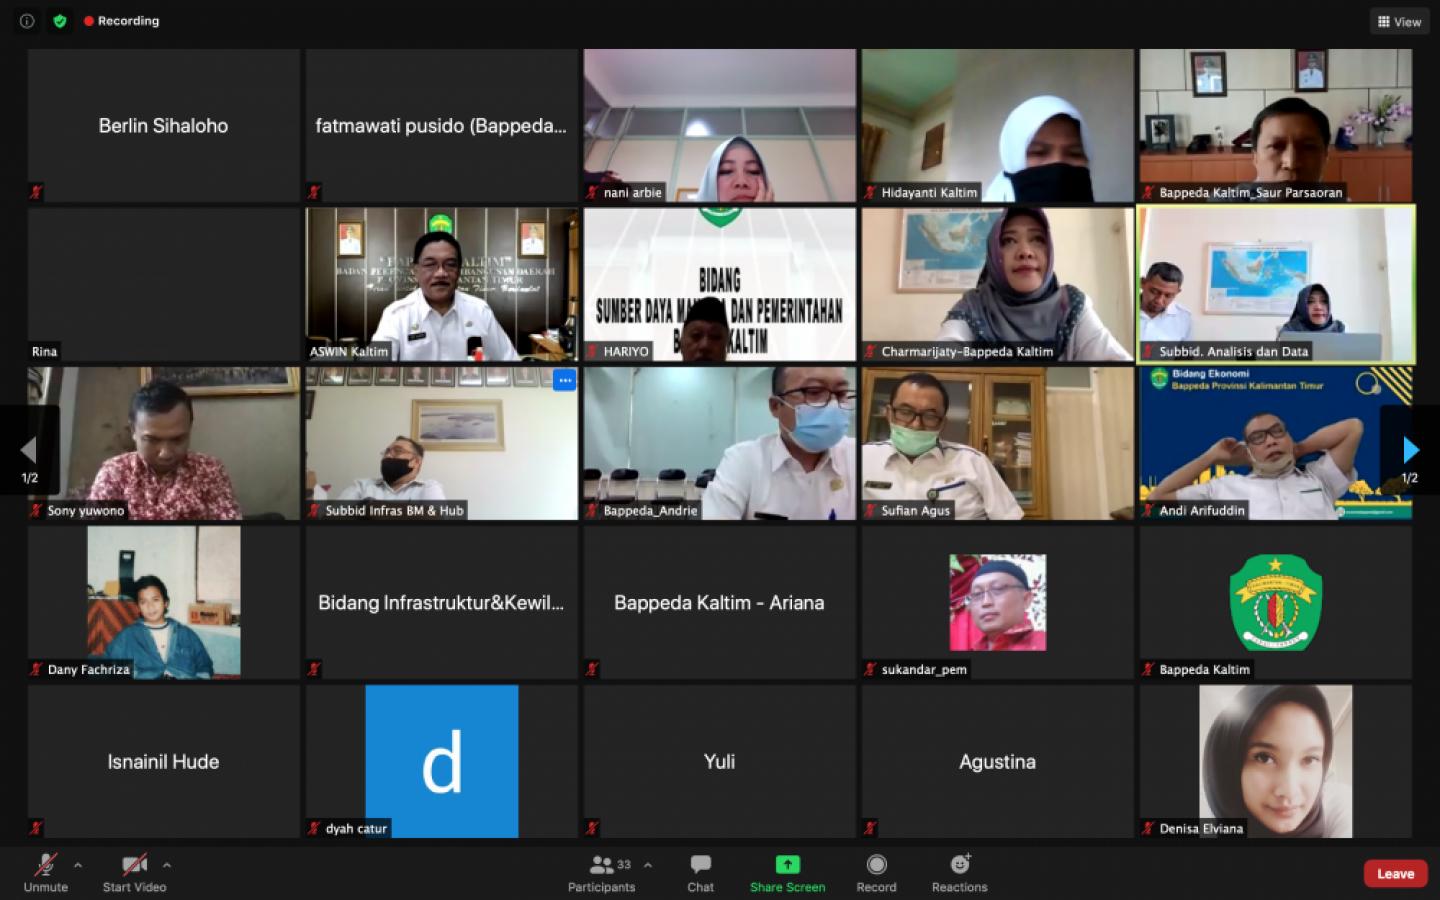 Recording
View
Berlin Sihaloho
fatmawati pusido (Bappeda...
nani arbie
Hidayanti Kaltim
Bappeda Kaltim_Saur Parsaoran
Rina
ASWIN Kaltim
BIDANG
SUMBER DAYA DAN PEMERINTAHAN
KALTIM
HARIYO
Charmarijaty-Bappeda Kaltim
Subbid. Analisis dan Data
1/2
Sony yuwono
Subbid Infras BM & Hub
Bappeda_Andrie
Sufian Agus
Bidang Ekonomi
Bappeda Provinsi Kalimantan Timur
Andi Arifuddin
1/2
Dany Fachriza
Bidang Infrastruktur&Kewil...
Bappeda Kaltim - Ariana
sukandar_pem
Bappeda Kaltim
Isnainil Hude
d
dyah catur
Yuli
Agustina
Denisa Elviana
Unmute
Start Video
33
Participants
Chat
Share Screen
Record
Reactions
Leave